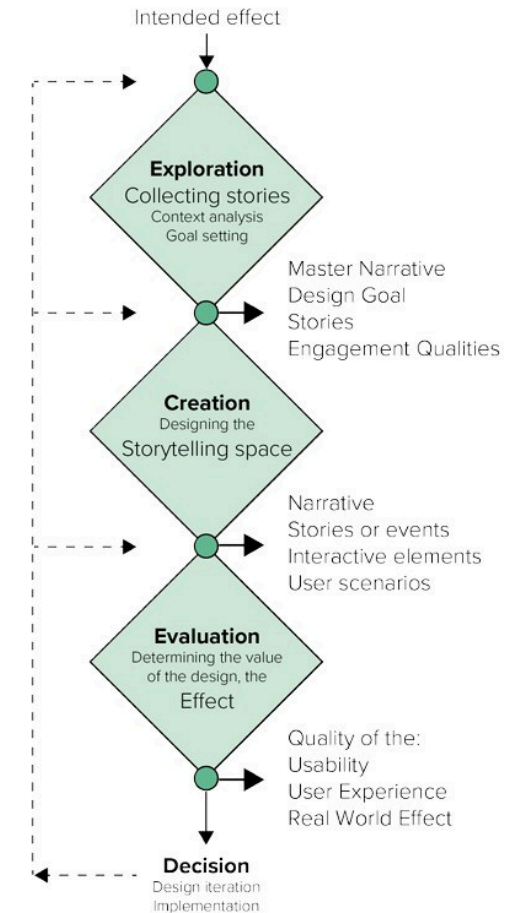 Intended effect
Exploration
Collecting stories
Context analysis
Goal setting
Master Narrative
Design Goal
Stories
Engagement Qualities
Creation
Designing the
Storytelling space
Narrative
Stories or events
Interactive elements
User scenarios
Evaluation
Determining the value
of the design, the
Effect
Quality of the:
Usability
User Experience
Real World Effect
Decision
Design iteration
Implementation